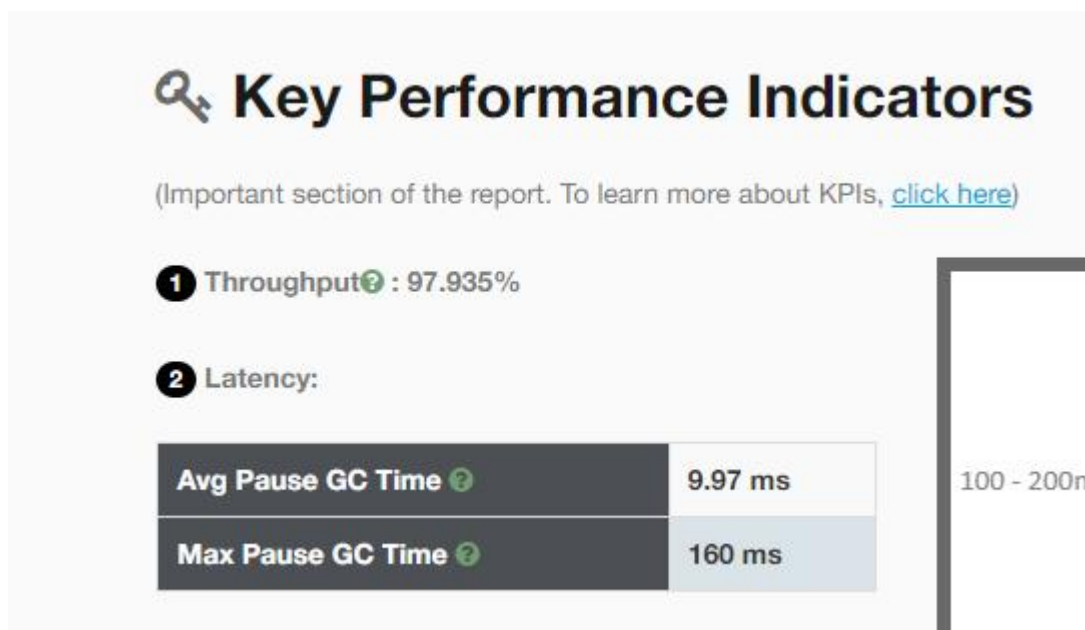 Key Performance Indicators
(Important section of the report. To learn more about KPIs, click here)
1 Throughput? : 97.935%
2 Latency:
Avg Pause GC Time ? 9.97 ms
Max Pause GC Time ? 160 ms
100 - 200